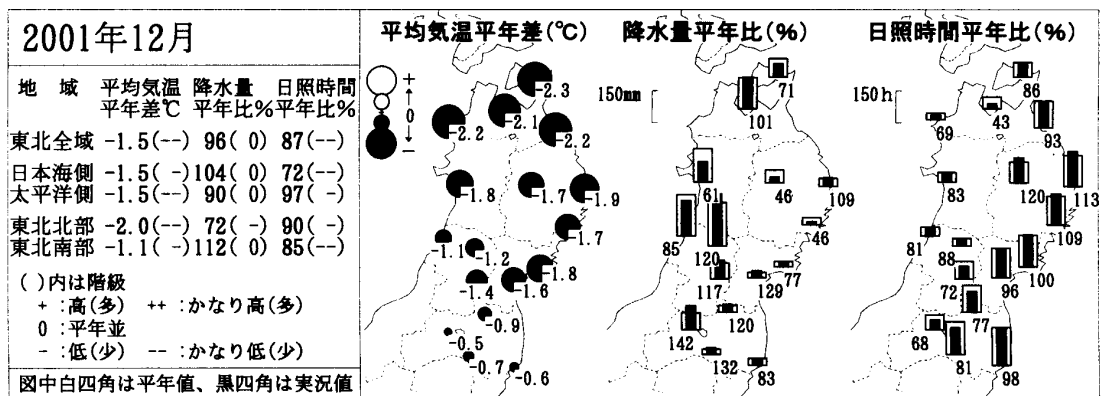 2001年12月
地 域 平均気温 降水量 日照時間
平年差℃ 平年比% 平年比%
東北全域 -1.5(--) 96( 0) 87(--)
日本海側 -1.5( -) 104( 0) 72(--)
太平洋側 -1.5(--) 90( 0) 97( -)
東北北部 -2.0(--) 72( -) 90( -)
東北南部 -1.1( -) 112( 0) 85(--)
( )内は階級
+ :高(多) ++ :かなり高(多)
0 :平年並
- :低(少) -- :かなり低(少)
図中白四角は平年値、黒四角は実況値
平均気温平年差(℃)
+
0
-
-2.3
-2.1
-2.2
-2.2
-1.8
-1.7
-1.9
-1.7
-1.1
-1.2
-1.8
-1.4
-1.6
-0.9
-0.5
-0.7
-0.6
降水量平年比(%)
150mm
71
101
61
46
109
46
85
120
77
117
129
120
142
132
83
日照時間平年比(%)
150h
86
43
69
93
83
120
113
109
81
88
100
72
96
77
68
81
98